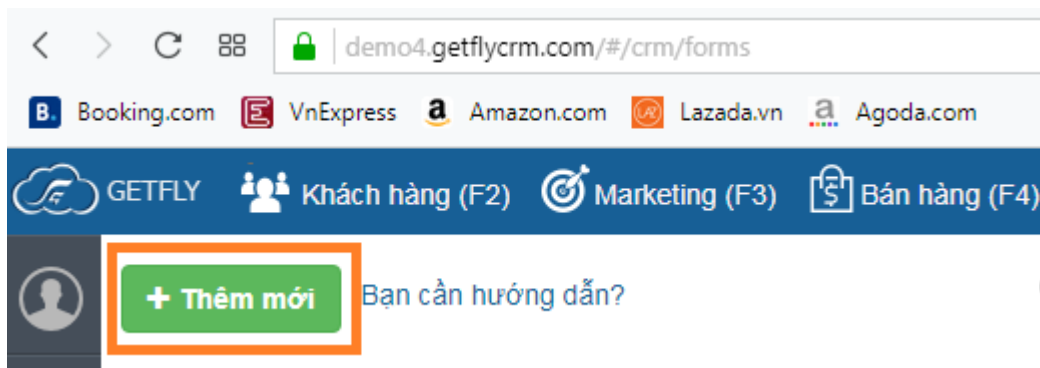 demo4.getflycrm.com/#/crm/forms
B. Booking.com E VnExpress a Amazon.com Lazada.vn a Agoda.com
GETFLY Khách hàng (F2) Marketing (F3) Bán hàng (F4)
+ Thêm mới Bạn cần hướng dẫn?